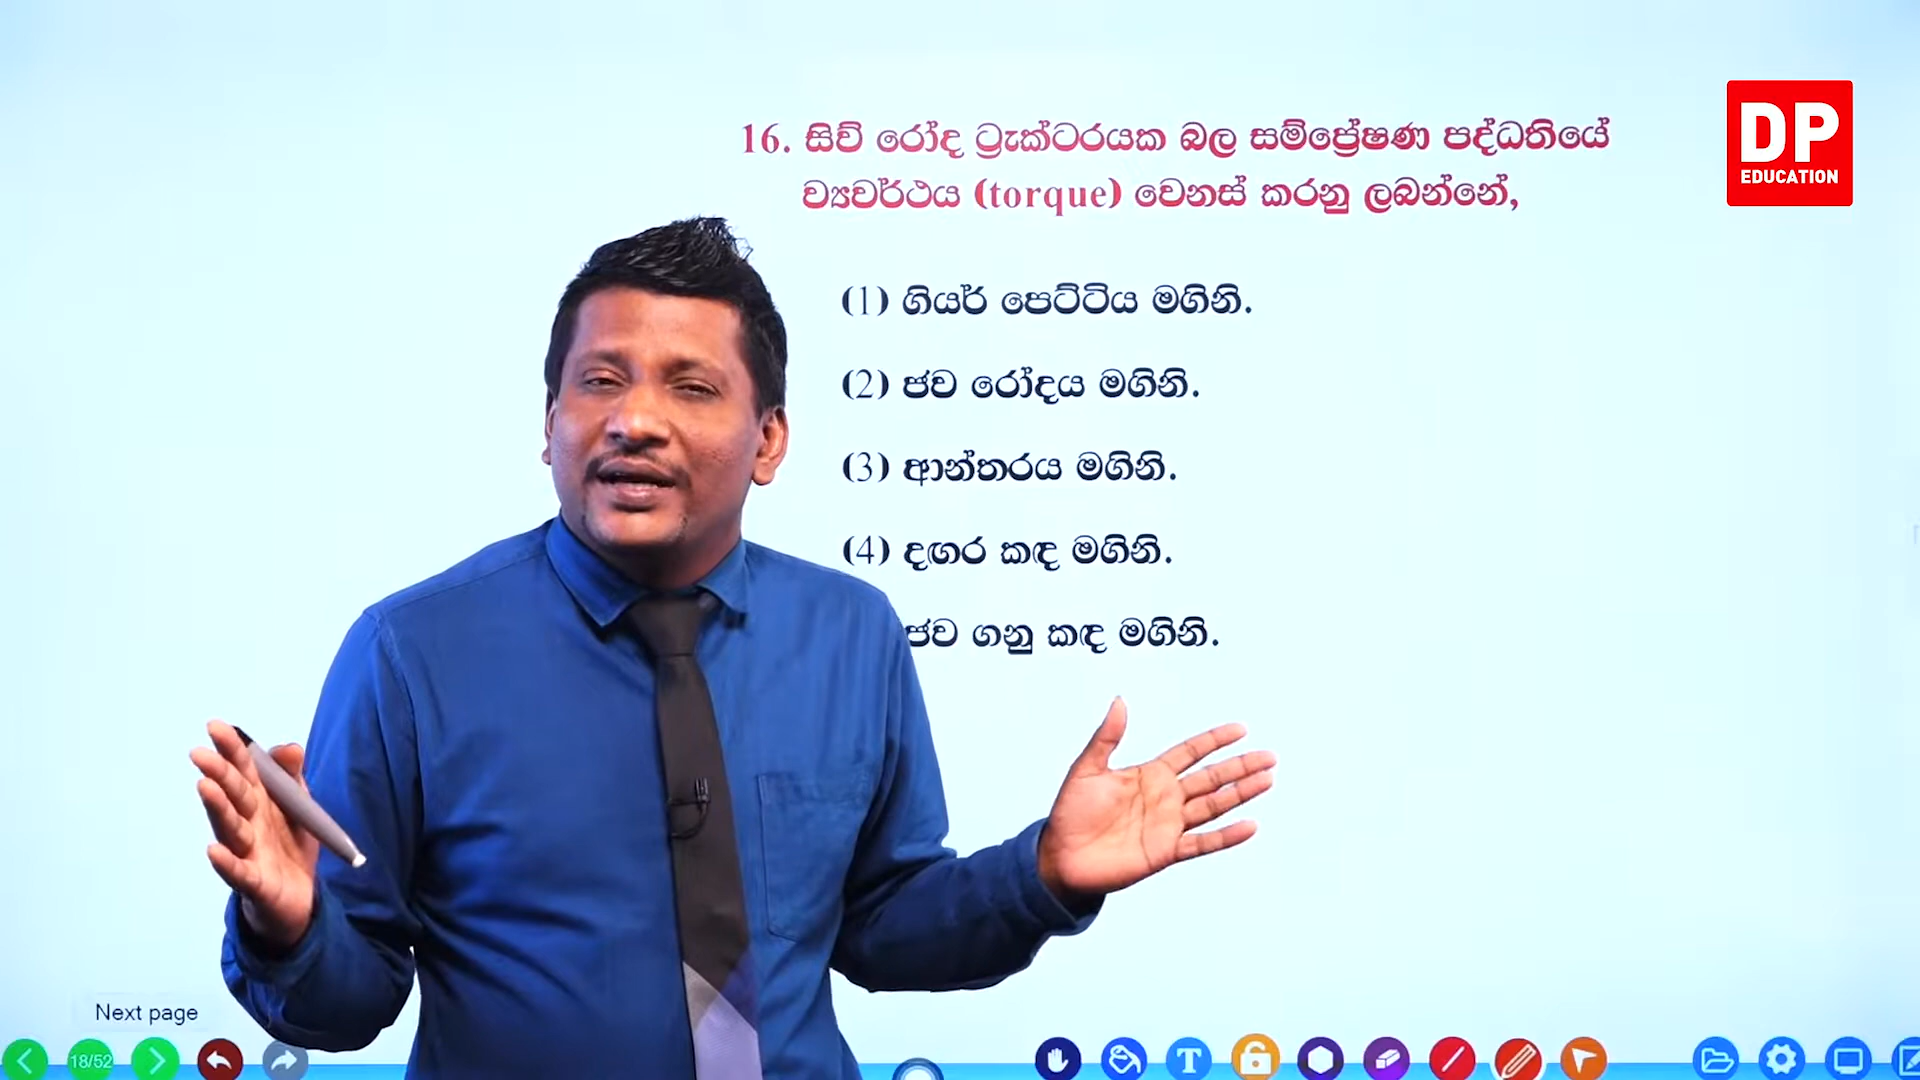 DP
EDUCATION
16. සිව් රෝද ට්‍රැක්ටරයක බල සම්ප්‍රේෂණ පද්ධතියේ
ව්‍යවර්ථය (torque) වෙනස් කරනු ලබන්නේ,
(1) ගියර් පෙට්ටිය මගිනි.
(2) ජව රෝදය මගිනි.
(3) ආන්තරය මගිනි.
(4) දඟර කඳ මගිනි.
ජව ගනු කඳ මගිනි.
Next page
18/52
T